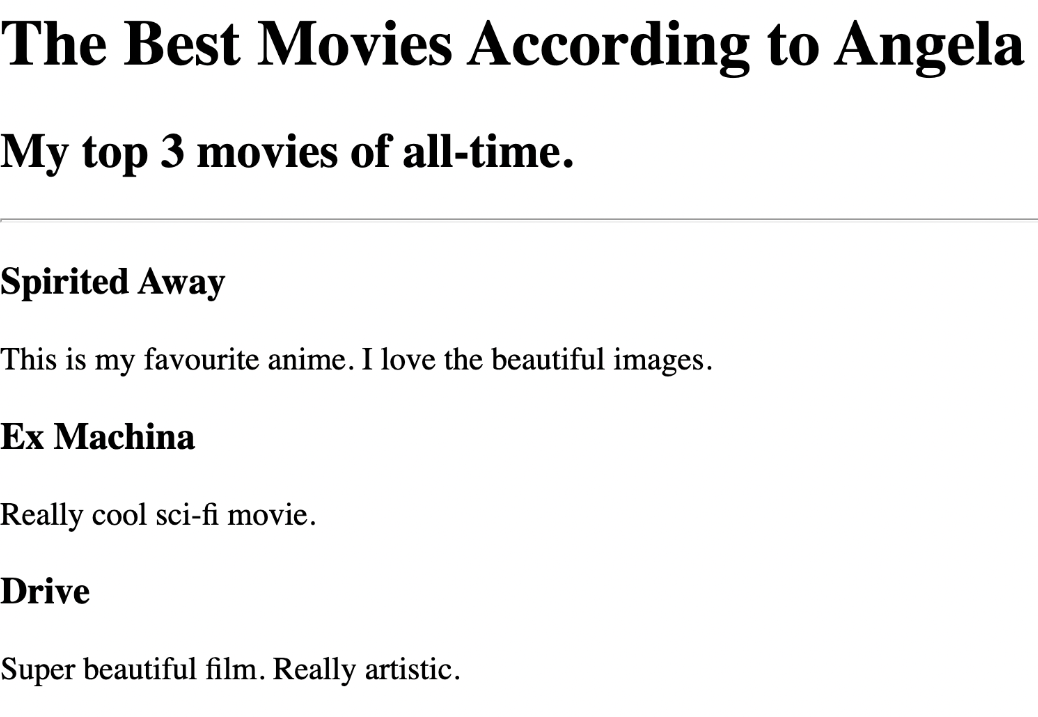 The Best Movies According to Angela
My top 3 movies of all-time.
Spirited Away
This is my favourite anime. I love the beautiful images.
Ex Machina
Really cool sci-fi movie.
Drive
Super beautiful film. Really artistic.